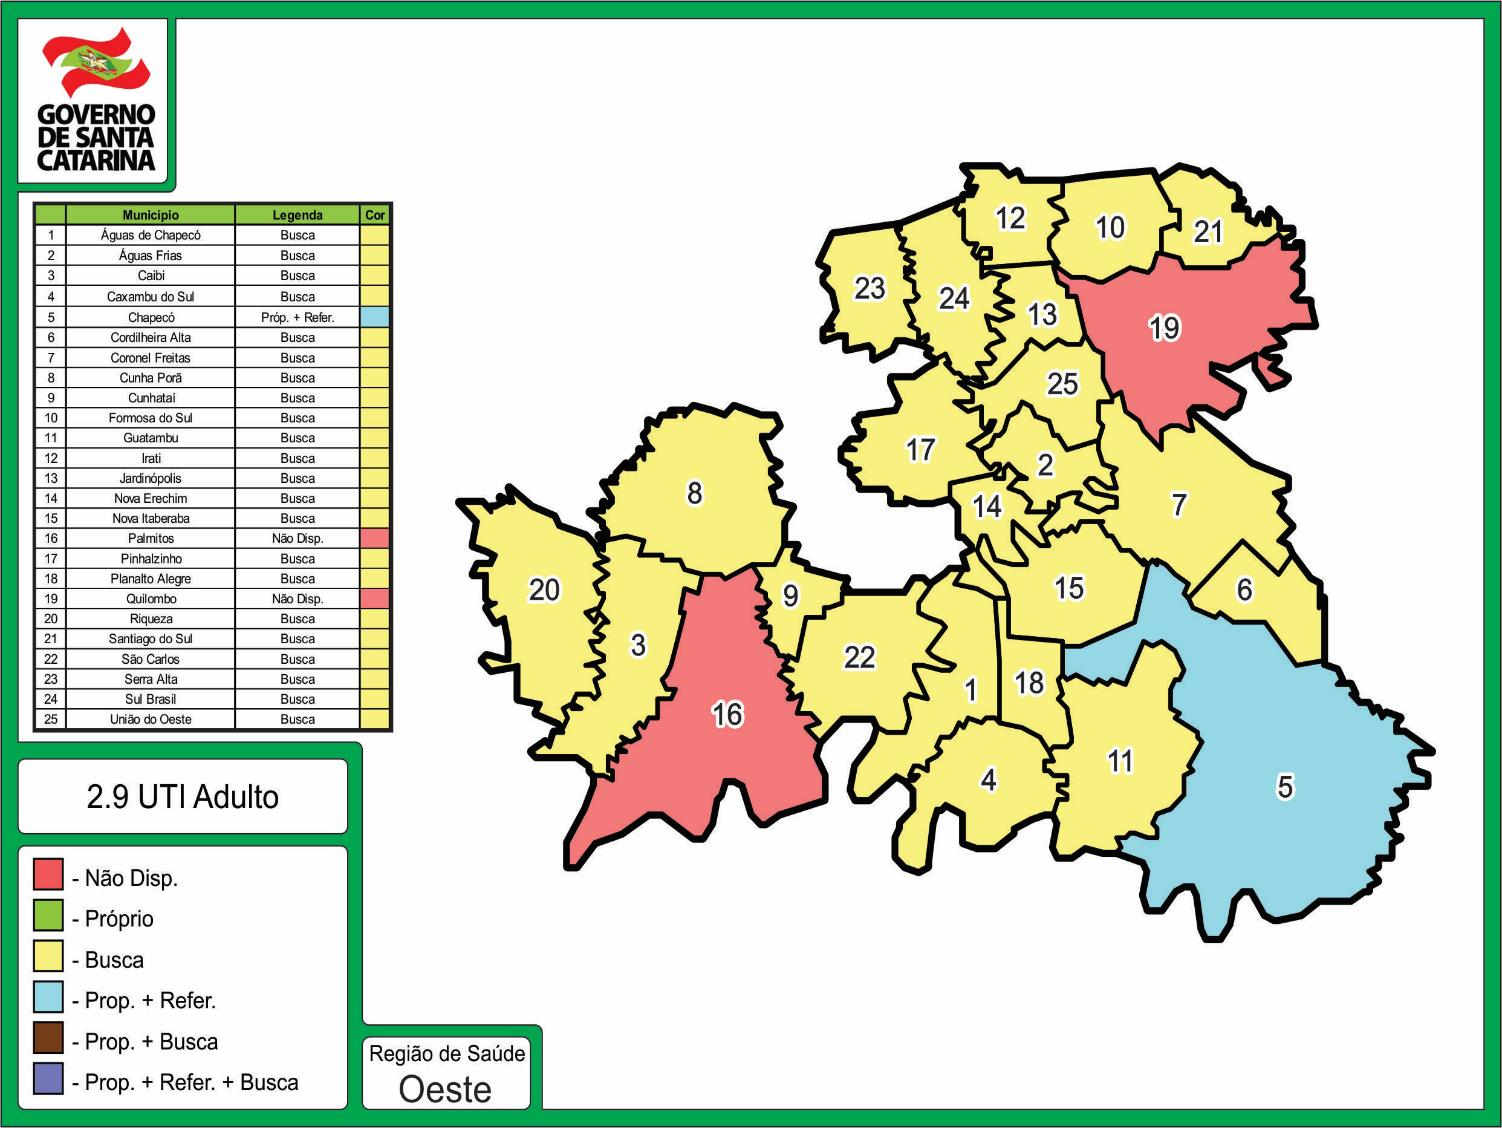 GOVERNO
DE SANTA
CATARINA
Município Legenda Cor
1 Águas de Chapecó Busca
2 Águas Frias Busca
3 Caibi Busca
4 Caxambu do Sul Busca
5 Chapecó Próp. + Refer.
6 Cordilheira Alta Busca
7 Coronel Freitas Busca
8 Cunha Porã Busca
9 Cunhataí Busca
10 Formosa do Sul Busca
11 Guatambu Busca
12 Irati Busca
13 Jardinópolis Busca
14 Nova Erechim Busca
15 Nova Itaberaba Busca
16 Palmitos Não Disp.
17 Pinhalzinho Busca
18 Planalto Alegre Busca
19 Quilombo Não Disp.
20 Riqueza Busca
21 Santiago do Sul Busca
22 São Carlos Busca
23 Serra Alta Busca
24 Sul Brasil Busca
25 União do Oeste Busca
12
10
21
23
24
13
19
25
17
2
8
14
7
20
9
15
6
3
22
1
18
16
11
4
5
2.9 UTI Adulto
- Não Disp.
- Próprio
- Busca
- Prop. + Refer.
- Prop. + Busca
- Prop. + Refer. + Busca
Região de Saúde
Oeste